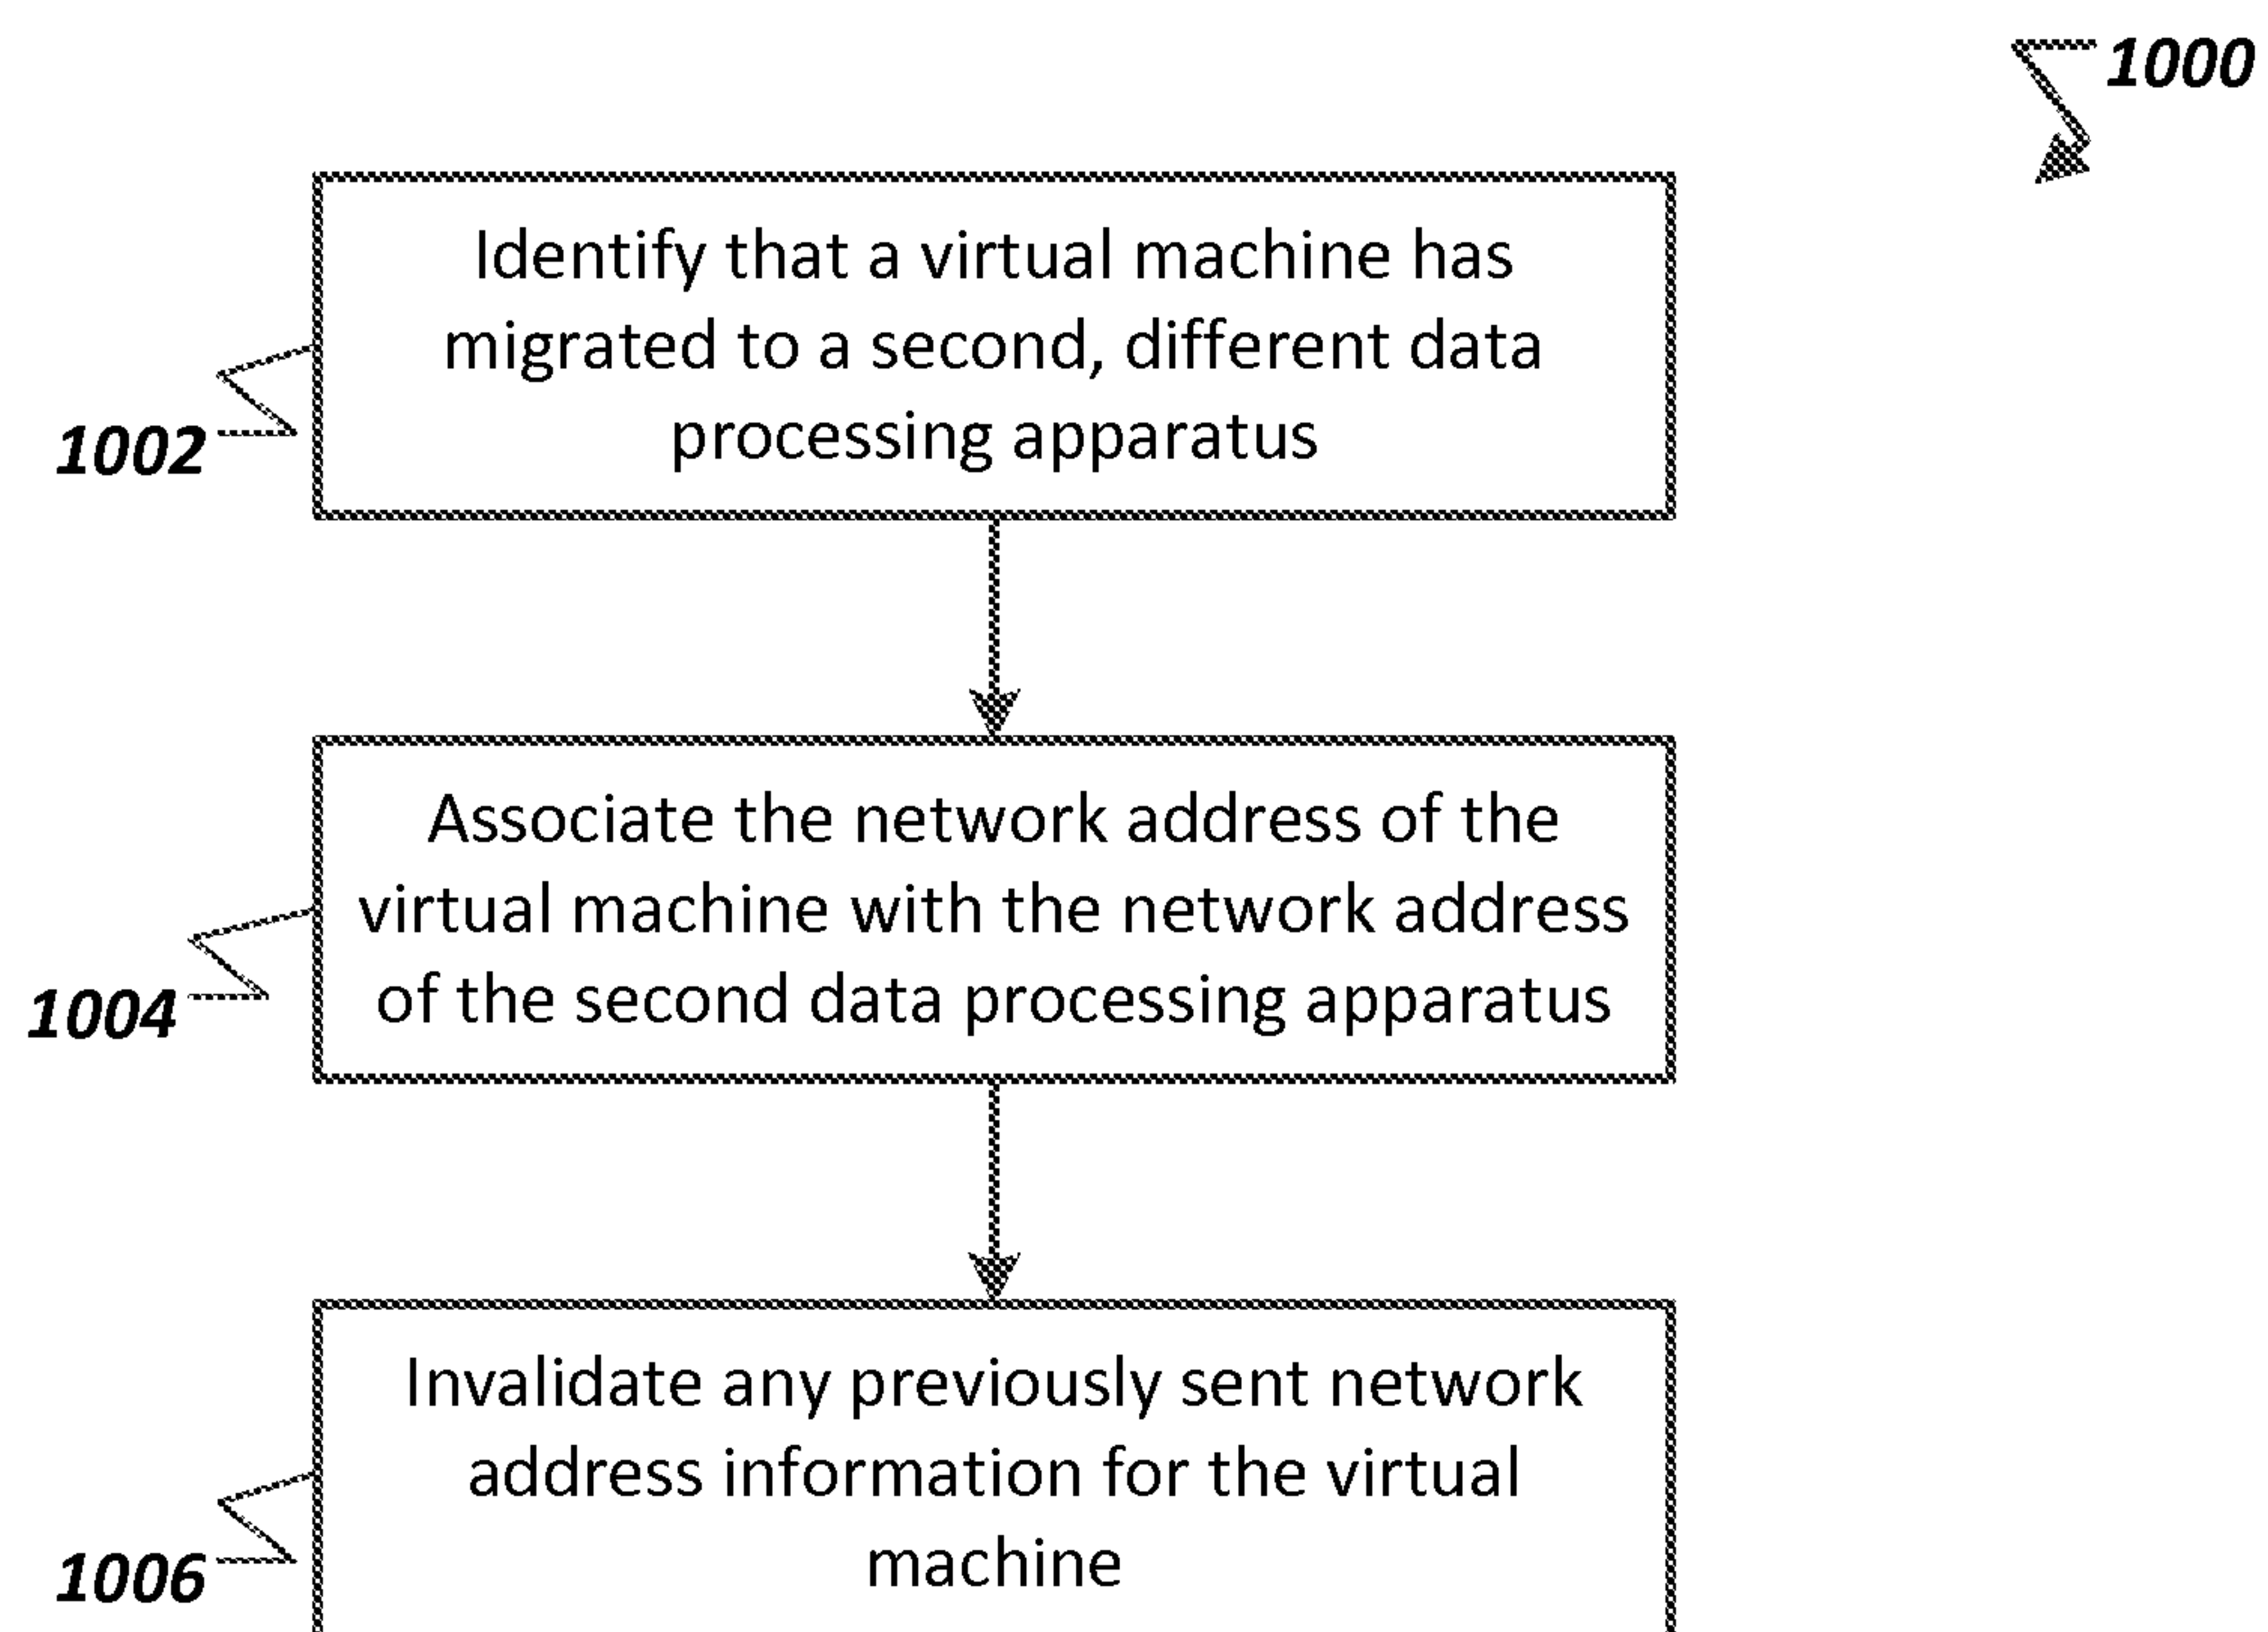 1000
Identify that a virtual machine has
migrated to a second, different data
processing apparatus
1002
Associate the network address of the
virtual machine with the network address
of the second data processing apparatus
1004
Invalidate any previously sent network
address information for the virtual
machine
1006